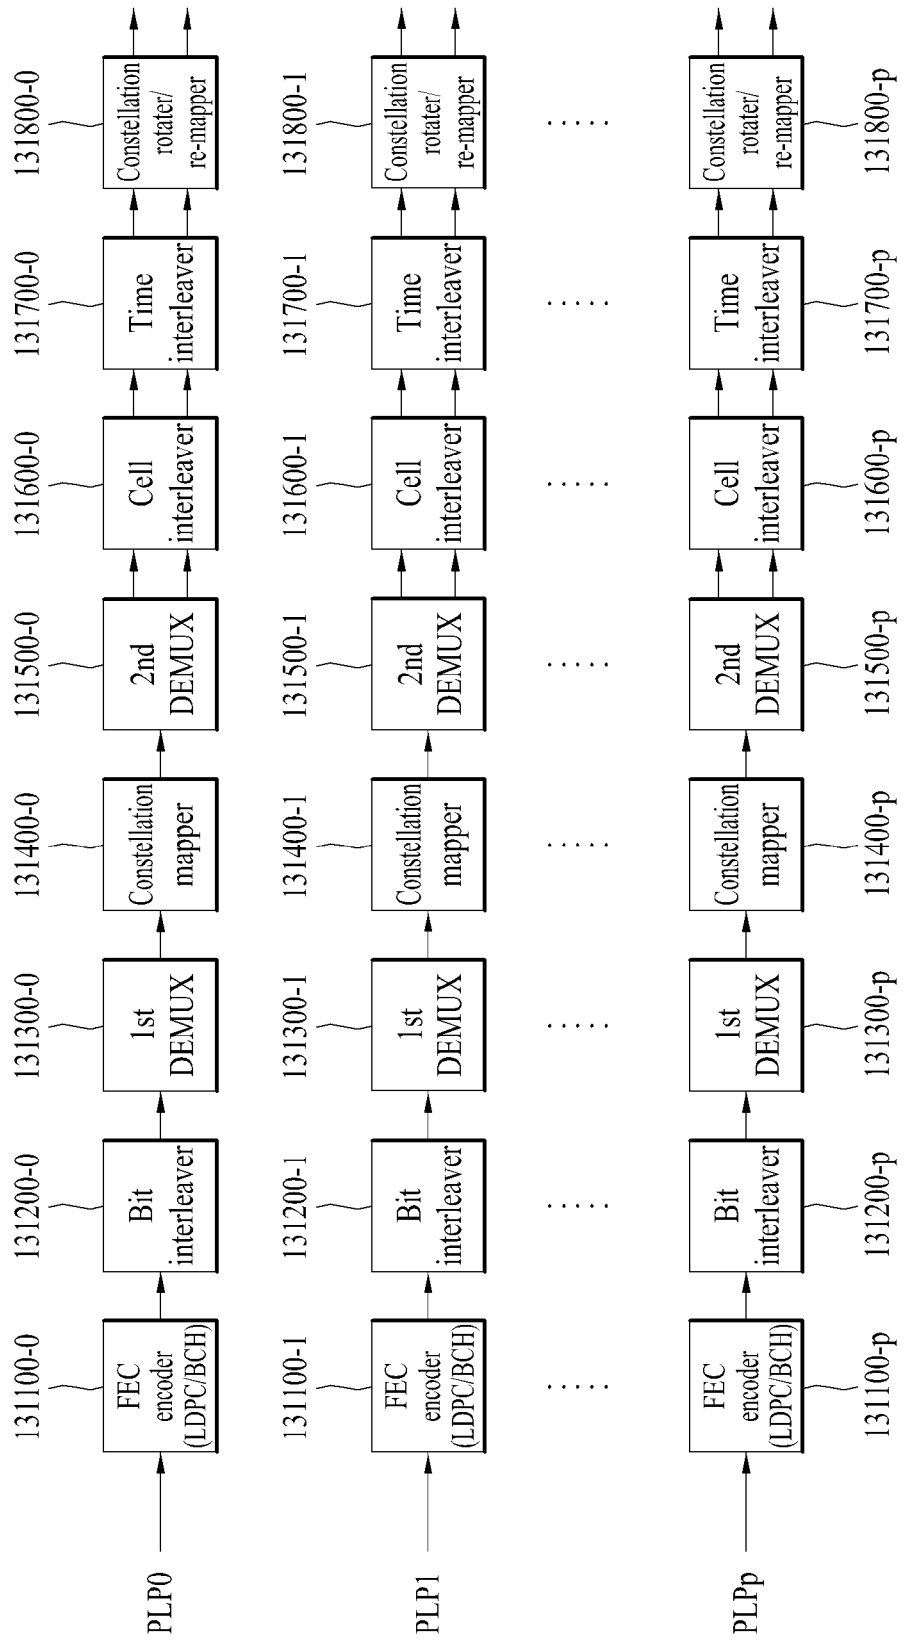 131100-0
131200-0
131300-0
131400-0
131500-0
131600-0
131700-0
131800-0
PLP0
FEC
encoder
(LDPC/BCH)
Bit
interleaver
1st
DEMUX
Constellation
mapper
2nd
DEMUX
Cell
interleaver
Time
interleaver
Constellation
rotater/
re-mapper
131100-1
131200-1
131300-1
131400-1
131500-1
131600-1
131700-1
131800-1
PLP1
FEC
encoder
(LDPC/BCH)
Bit
interleaver
1st
DEMUX
Constellation
mapper
2nd
DEMUX
Cell
interleaver
Time
interleaver
Constellation
rotater/
re-mapper
.....
.....
.....
.....
.....
.....
.....
.....
PLPp
FEC
encoder
(LDPC/BCH)
Bit
interleaver
1st
DEMUX
Constellation
mapper
2nd
DEMUX
Cell
interleaver
Time
interleaver
Constellation
rotater/
re-mapper
131100-p
131200-p
131300-p
131400-p
131500-p
131600-p
131700-p
131800-p